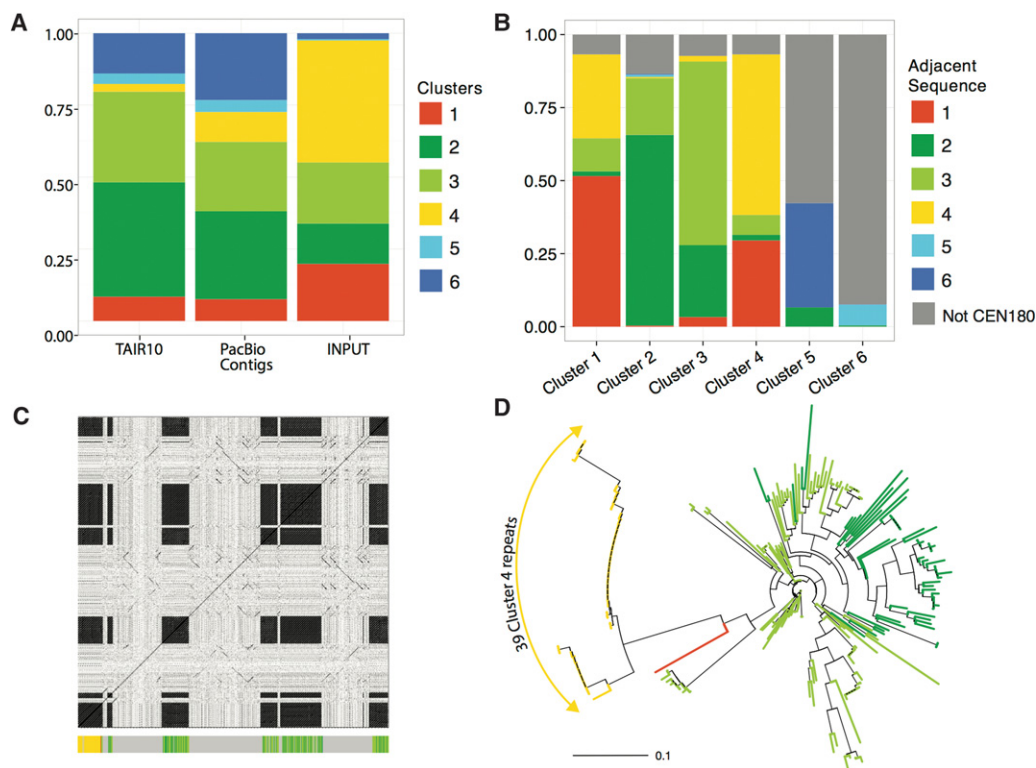 A
1.00
0.75
0.50
0.25
0.00
TAIR10
PacBio
Contigs
INPUT
Clusters
1
2
3
4
5
6
B
1.00
0.75
0.50
0.25
0.00
Cluster 1
Cluster 2
Cluster 3
Cluster 4
Cluster 5
Cluster 6
Adjacent
Sequence
1
2
3
4
5
6
Not CEN180
C
D
39 Cluster 4 repeats
0.1